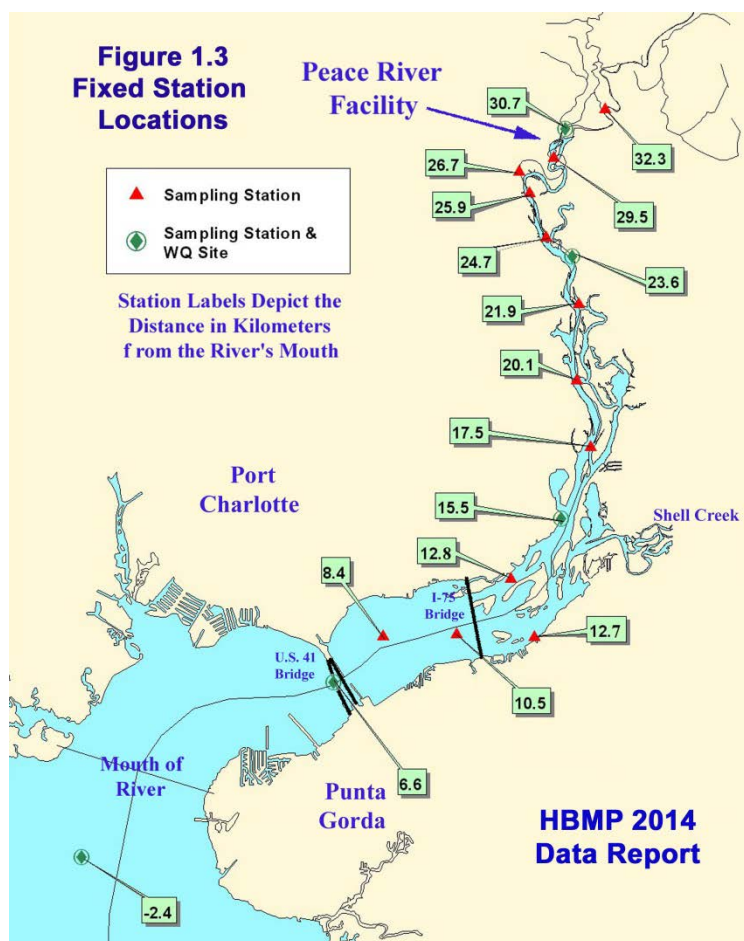 Figure 1.3
Fixed Station
Locations
Peace River
Facility
30.7
32.3
26.7
29.5
25.9
Sampling Station
Sampling Station &
WQ Site
24.7
23.6
Station Labels Depict the
Distance in Kilometers
f rom the River's Mouth
21.9
20.1
17.5
Port
Charlotte
15.5
Shell Creek
12.8
8.4
I-75
Bridge
12.7
U.S. 41
Bridge
10.5
Mouth of
River
6.6
Punta
Gorda
HBMP 2014
Data Report
-2.4